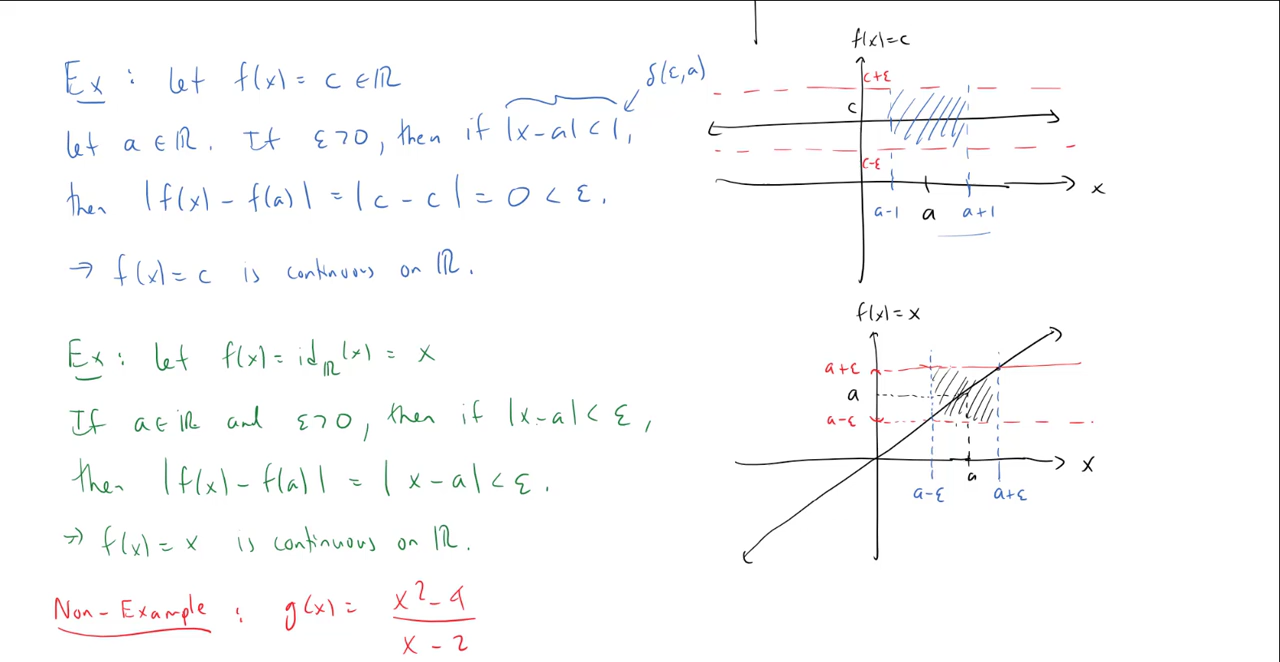 Ex : let f(x) = c ∈ ℝ
δ(ε,a)
let a ∈ ℝ. If ε>0, then if |x-a|<1,
then |f(x) - f(a)| = |c - c| = 0 < ε.
→ f(x) = c is continuous on ℝ.
Ex : let f(x) = id_ℝ(x) = x
If a∈ℝ and ε>0, then if |x-a| < ε,
then |f(x) - f(a)| = |x-a| < ε.
→ f(x) = x is continuous on ℝ.
Non-Example : g(x) = x²-4
x - 2
f(x)=c
c+ε
c
c-ε
x
a-1 a a+1
f(x)=x
a+ε
a
a-ε
x
a
a-ε a+ε